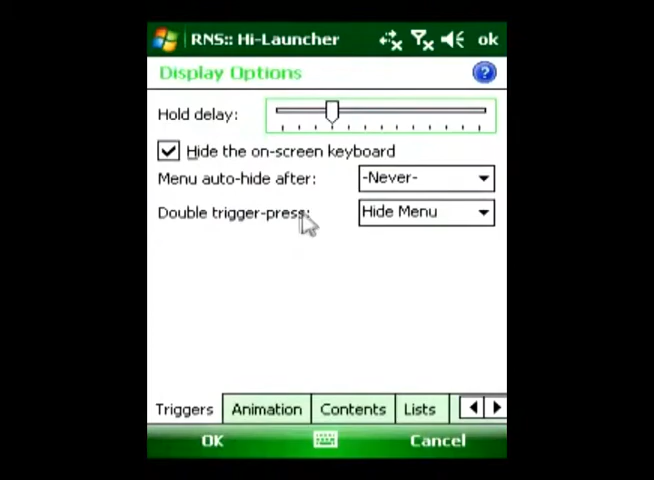 RNS:: Hi-Launcher ok
Display Options ?
Hold delay:
Hide the on-screen keyboard
Menu auto-hide after: -Never-
Double trigger-press: Hide Menu
Triggers Animation Contents Lists
OK Cancel